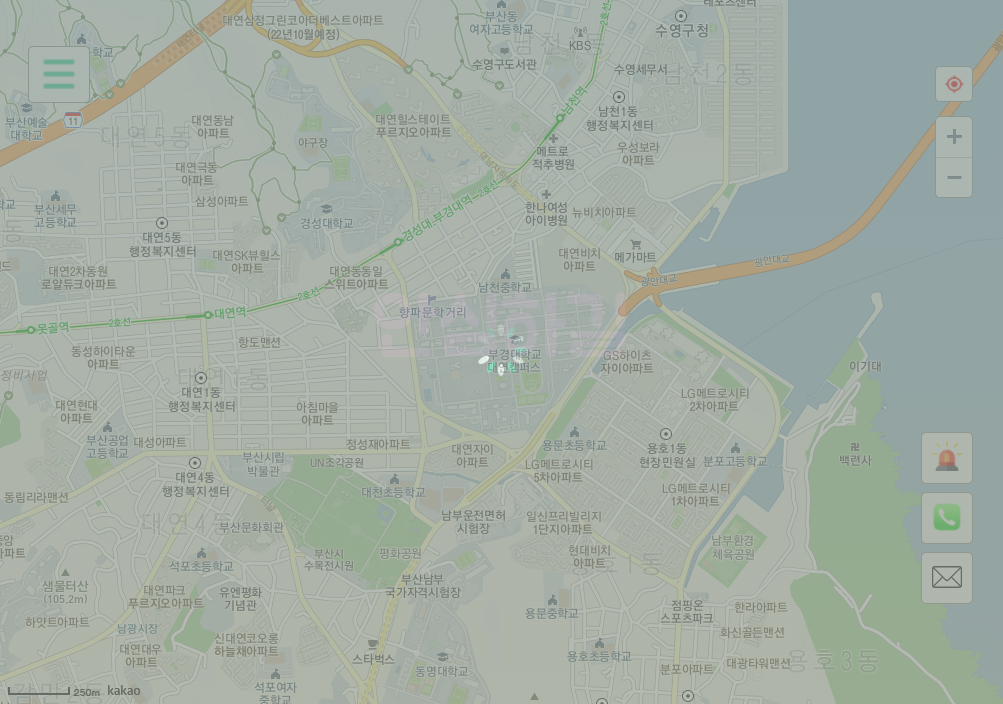 대연삼정그린코아더베스트아파트
(22년10월예정)
부산동
여자고등학교
KBS
수영구청
수영구도서관
수영세무서
남천2동
학교
부산예술
대학교
11
대연5동
대연동남
아파트
대연힐스테이트
푸르지오아파트
야구장
남천역
2호선
남천1동
행정복지센터
메트로
적추병원
우성보라
아파트
대연극동
아파트
삼성아파트
부산세무
고등학교
경성대학교
경성대.부경대역
2호선
한나여성
아이병원
뉴비치아파트
대연5동
행정복지센터
대연SK뷰힐스
아파트
대연비치
아파트
메가마트
광안대교
광안대교
대연2차동원
로얄듀크아파트
대연동동일
스위트아파트
남천중학교
향파문학거리
못골역
2호선
대연역
2호선
항도맨션
동성하이타운
아파트
부경대학교
대연캠퍼스
GS하이츠
자이아파트
이기대
정비사업
대연1동
행정복지센터
LG메트로시티
2차아파트
대연현대
아파트
아침마을
아파트
부산공업
고등학교
대성아파트
정성재아파트
대연자이
아파트
용문초등학교
용호1동
현장민원실
분포고등학교
백련사
부산시립
박물관
UN조각공원
LG메트로시티
5차아파트
대연4동
행정복지센터
대천초등학교
LG메트로시티
1차아파트
동림리라맨션
대연4동
부산문화회관
남부운전면허
시험장
일신프리빌리지
1단지아파트
남부환경
체육공원
석포초등학교
부산시
수목전시원
평화공원
현대비치
아파트
샘물터산
(105.2m)
대연파크
푸르지오아파트
유엔평화
기념관
부산남부
국가자격시험장
용문중학교
점핑온
스포츠파크
한라아파트
하얏트아파트
남광시장
신대연코오롱
하늘채아파트
화신골든맨션
대연대우
아파트
스타벅스
동명대학교
용호초등학교
분포아파트
대광타워맨션
용호3동
석포여자
중학교
250m
kakao